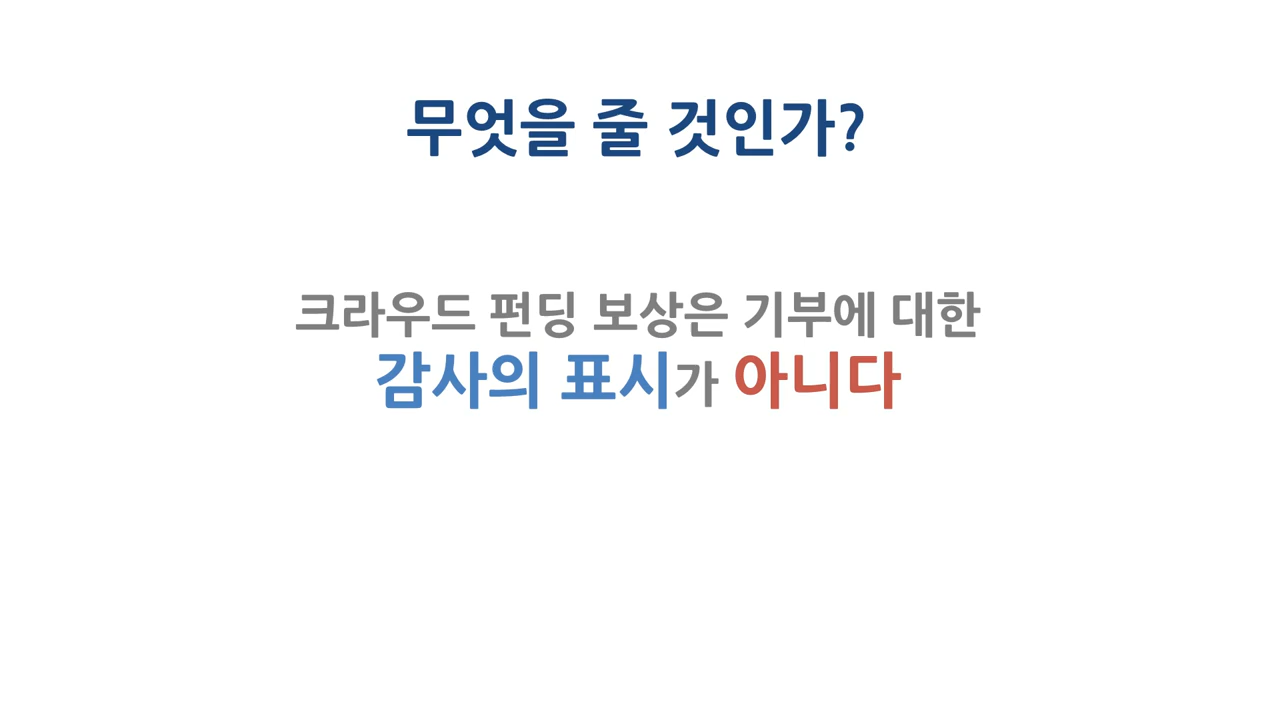 무엇을 줄 것인가?
크라우드 펀딩 보상은 기부에 대한
감사의 표시가 아니다